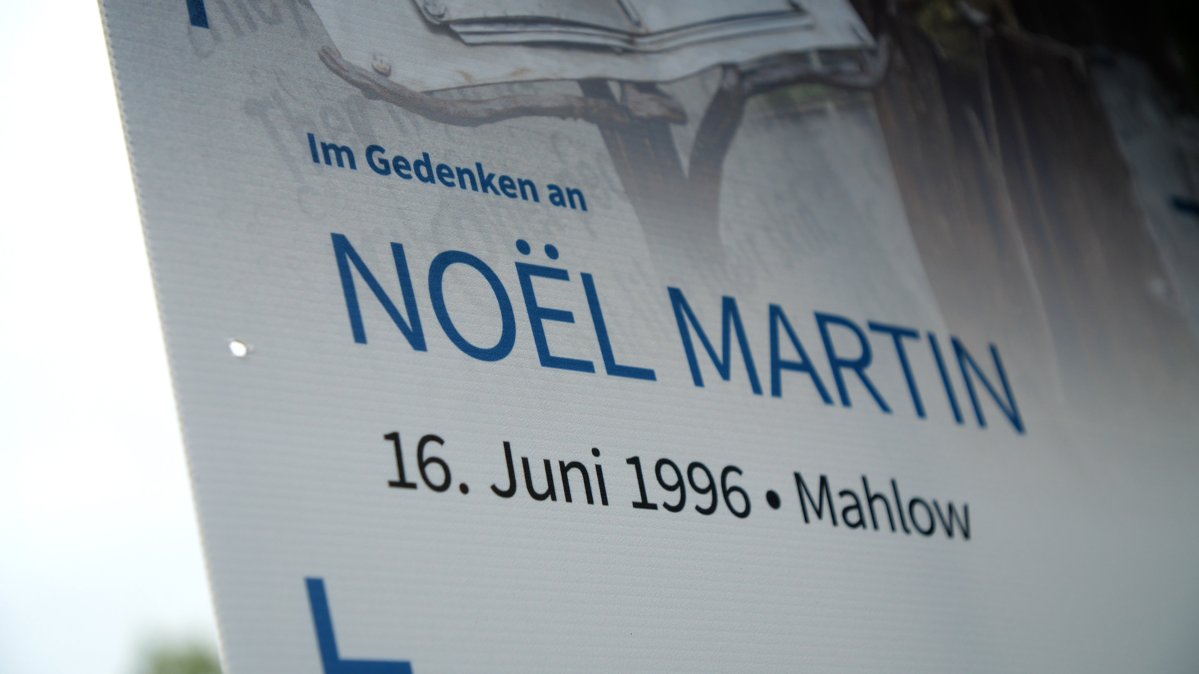 Im Gedenken an
NOËL MARTIN
16. Juni 1996 • Mahlow